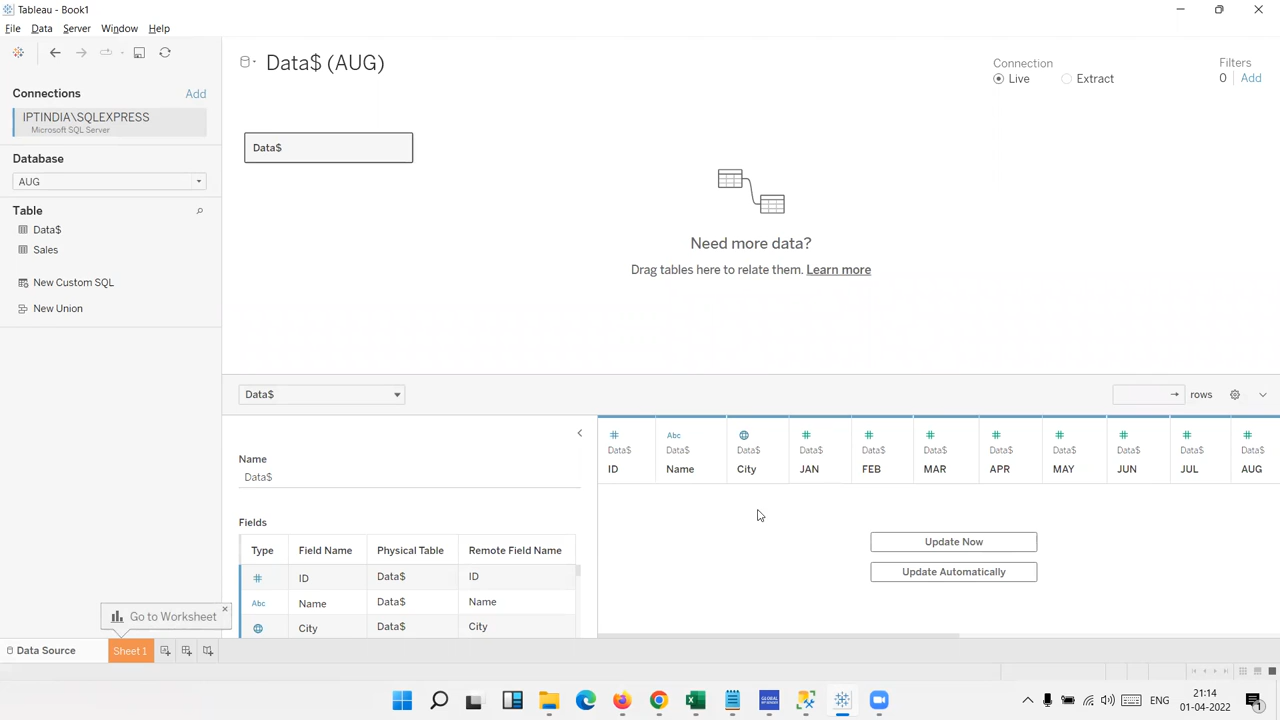 Tableau - Book1
File Data Server Window Help
Connections Add
IPTINDIA\SQLEXPRESS
Microsoft SQL Server
Database
AUG
Table
Data$
Sales
New Custom SQL
New Union
Data$ (AUG)
Connection
Live Extract
Filters
0 Add
Data$
Need more data?
Drag tables here to relate them. Learn more
Data$
rows
Name
Data$
Fields
Type Field Name Physical Table Remote Field Name
# ID Data$ ID
Abc Name Data$ Name
City Data$ City
# Abc # # # # # # # #
Data$ Data$ Data$ Data$ Data$ Data$ Data$ Data$ Data$ Data$ Data$
ID Name City JAN FEB MAR APR MAY JUN JUL AUG
Update Now
Update Automatically
Go to Worksheet
Data Source Sheet 1
GLOBAL
ENG
21:14
01-04-2022
1